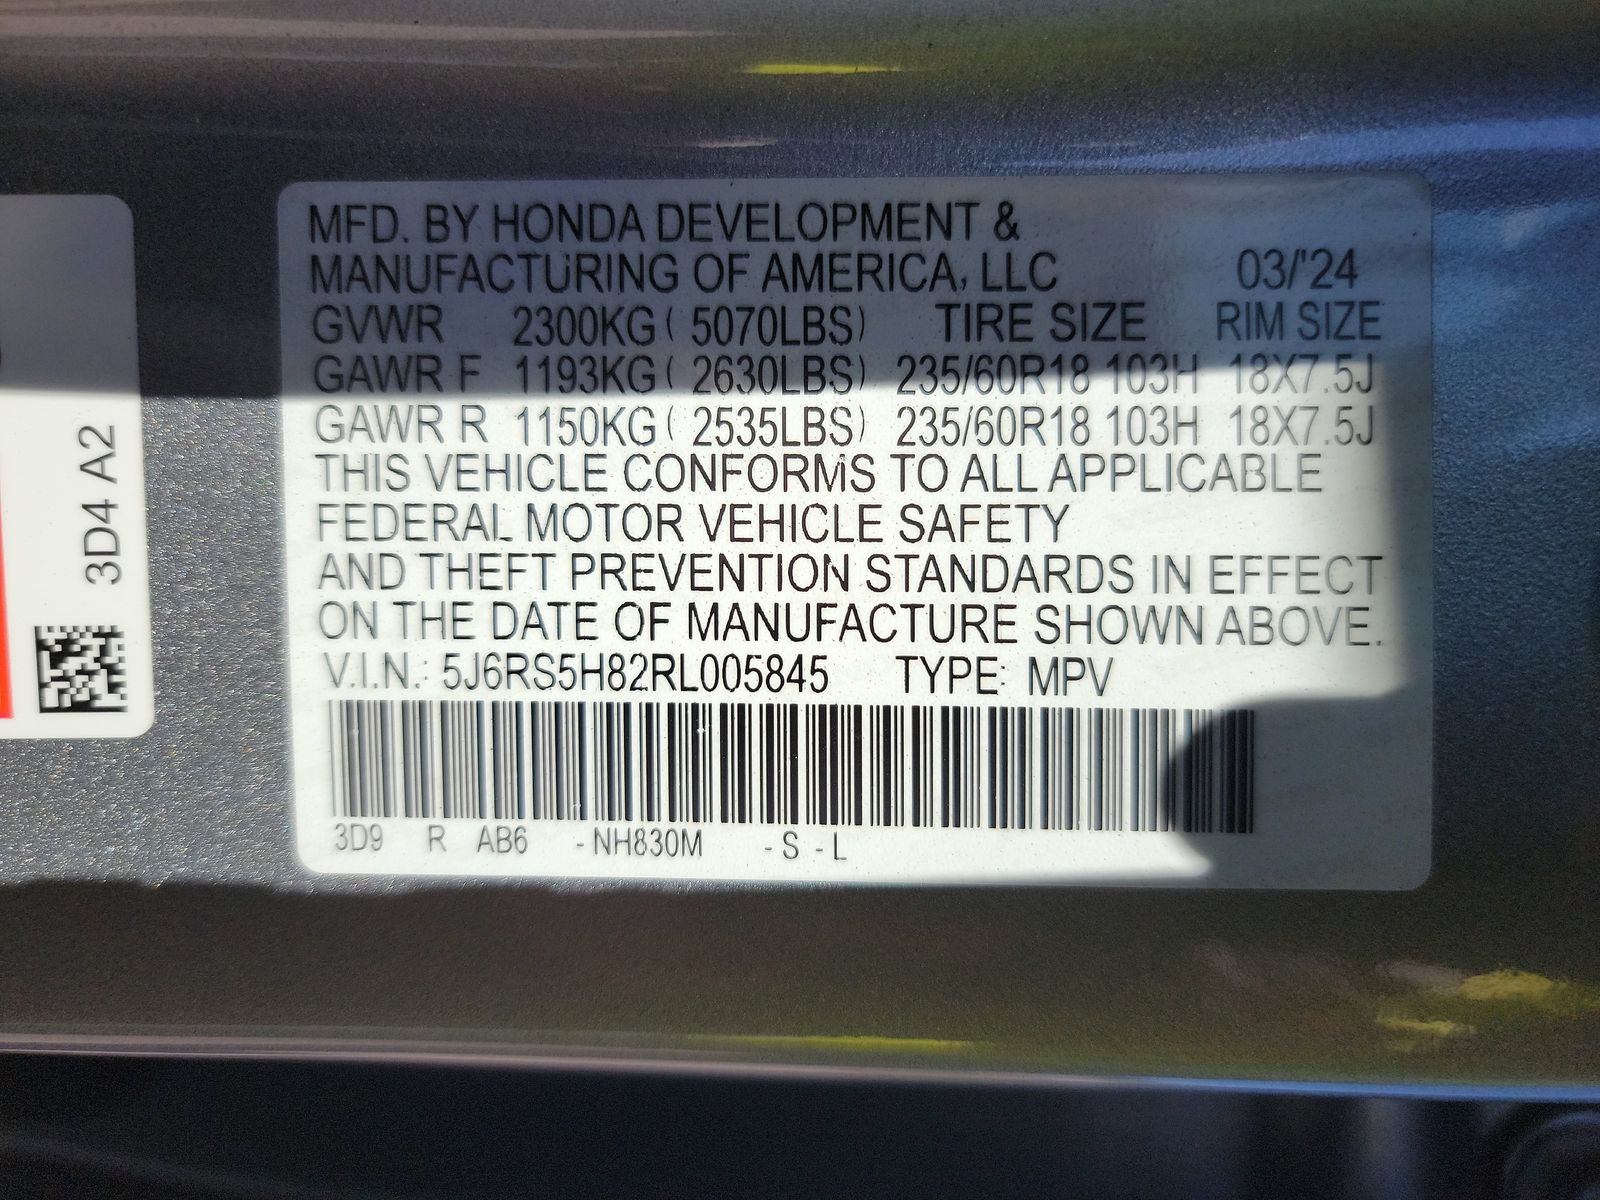 MFD. BY HONDA DEVELOPMENT &
MANUFACTURING OF AMERICA, LLC 03/'24
GVWR 2300KG ( 5070LBS) TIRE SIZE RIM SIZE
GAWR F 1193KG ( 2630LBS) 235/60R18 103H 18X7.5J
GAWR R 1150KG ( 2535LBS) 235/60R18 103H 18X7.5J
THIS VEHICLE CONFORMS TO ALL APPLICABLE
FEDERAL MOTOR VEHICLE SAFETY
AND THEFT PREVENTION STANDARDS IN EFFECT
ON THE DATE OF MANUFACTURE SHOWN ABOVE.
V.I.N.: 5J6RS5H82RL005845 TYPE: MPV
3D9 R AB6 -NH830M -S -L
3D4 A2